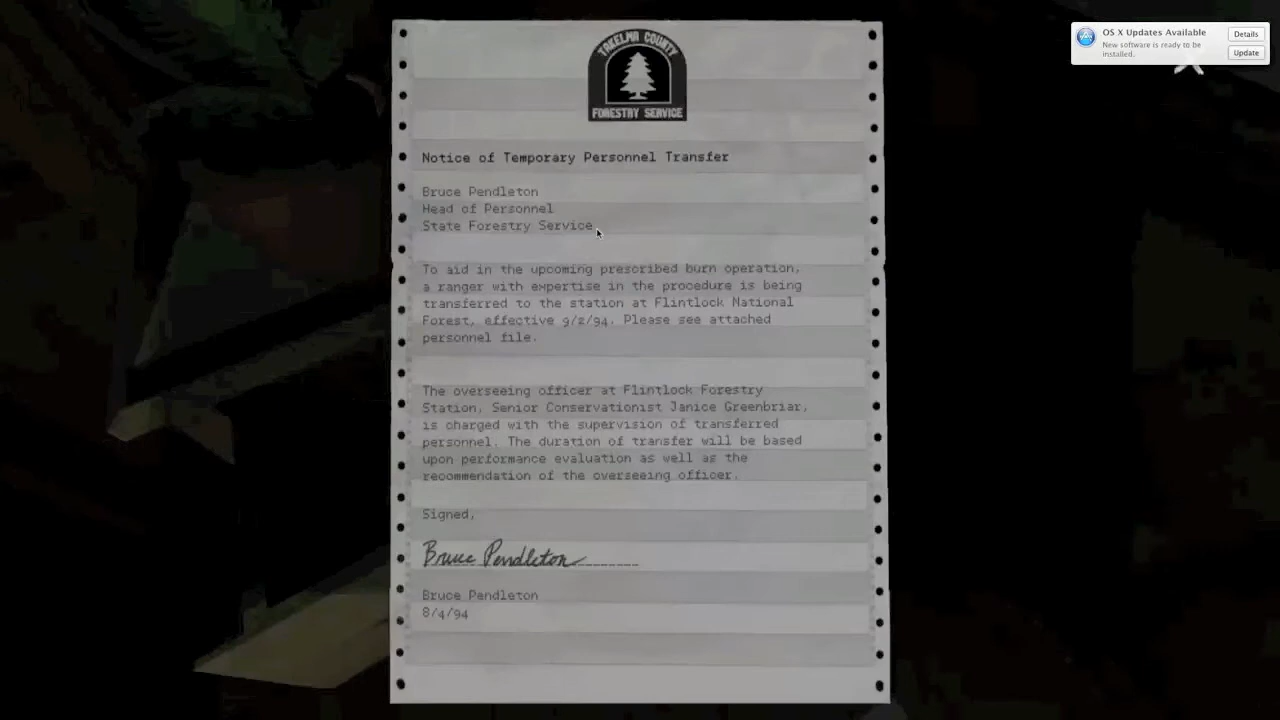 TAKELMA COUNTY
FORESTRY SERVICE
OS X Updates Available
New software is ready to be
installed.
Details
Update
Notice of Temporary Personnel Transfer
Bruce Pendleton
Head of Personnel
State Forestry Service
To aid in the upcoming prescribed burn operation,
a ranger with expertise in the procedure is being
transferred to the station at Flintlock National
Forest, effective 9/2/94. Please see attached
personnel file.
The overseeing officer at Flintlock Forestry
Station, Senior Conservationist Janice Greenbriar,
is charged with the supervision of transferred
personnel. The duration of transfer will be based
upon performance evaluation as well as the
recommendation of the overseeing officer.
Signed,
Bruce Pendleton
Bruce Pendleton
8/4/94